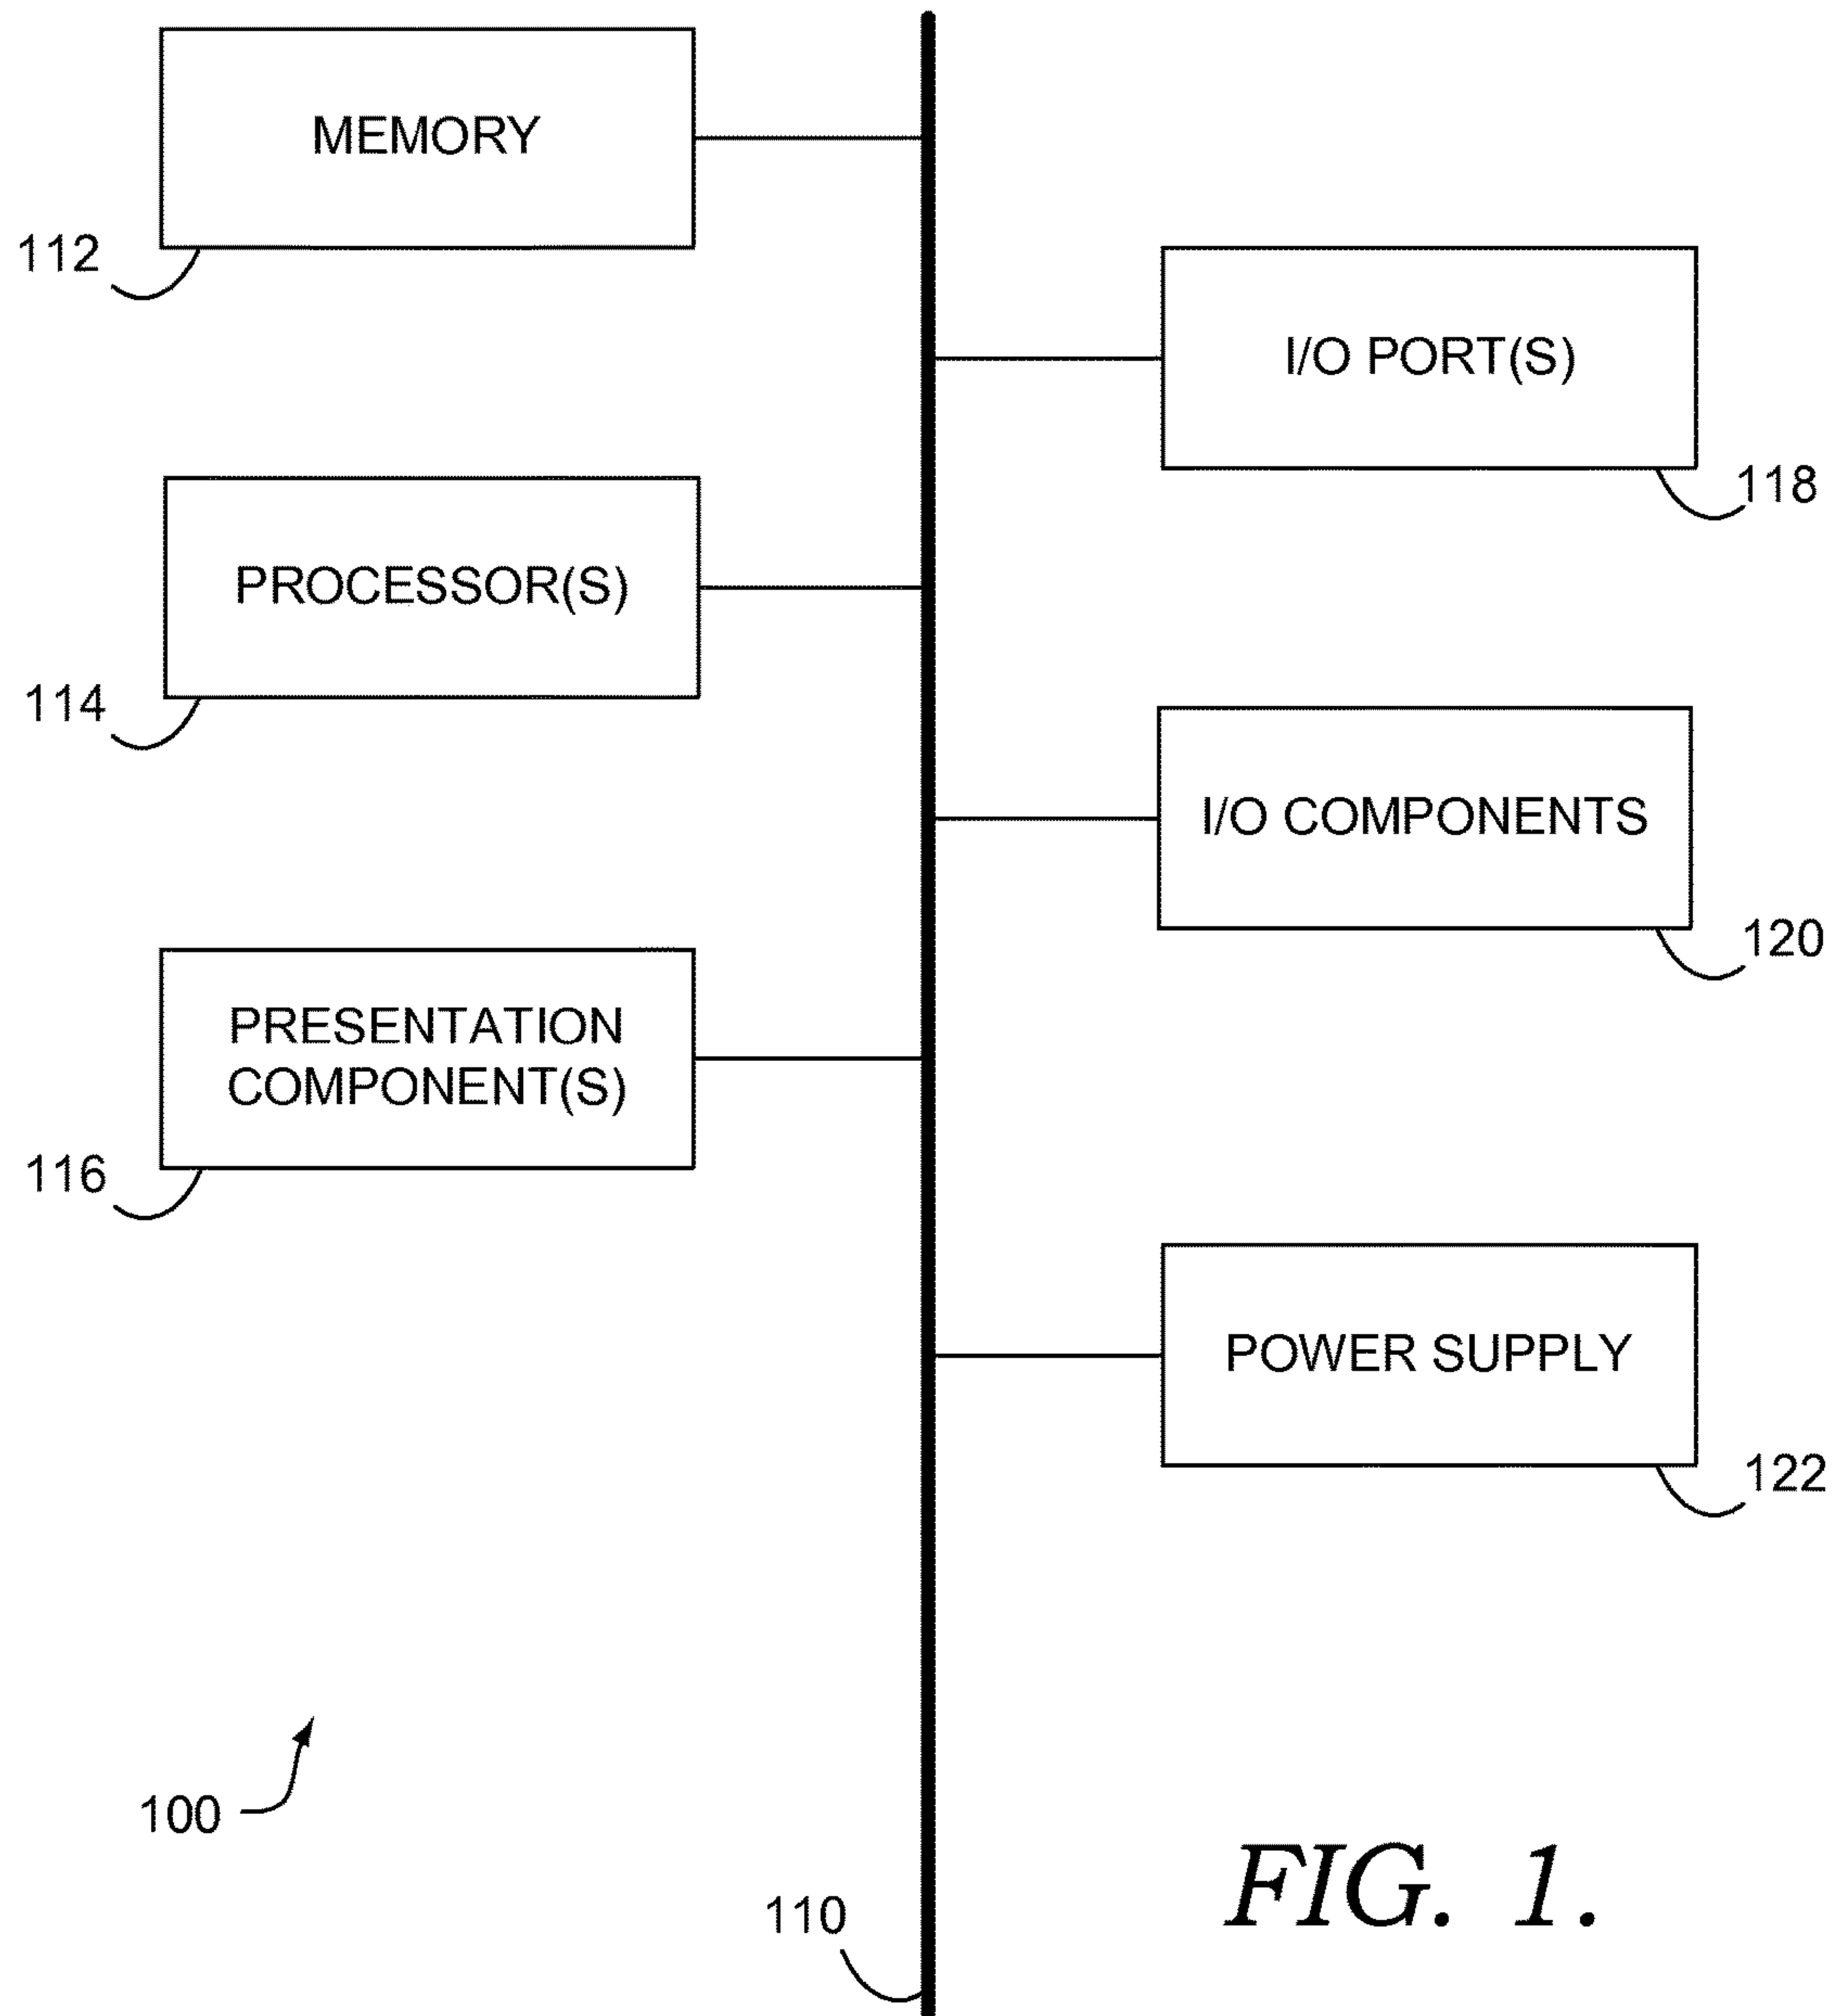 MEMORY
112
I/O PORT(S)
118
PROCESSOR(S)
114
I/O COMPONENTS
120
PRESENTATION
COMPONENT(S)
116
POWER SUPPLY
122
100
110
FIG. 1.